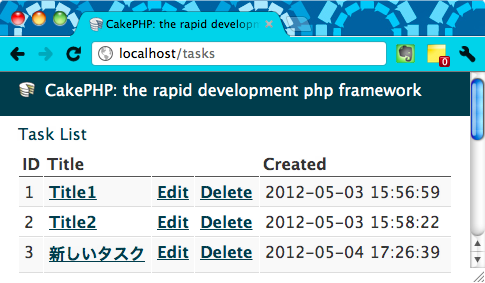 CakePHP: the rapid developm
localhost/tasks
0
CakePHP: the rapid development php framework
Task List
ID Title Created
1 Title1 Edit Delete 2012-05-03 15:56:59
2 Title2 Edit Delete 2012-05-03 15:58:22
3 新しいタスク Edit Delete 2012-05-04 17:26:39